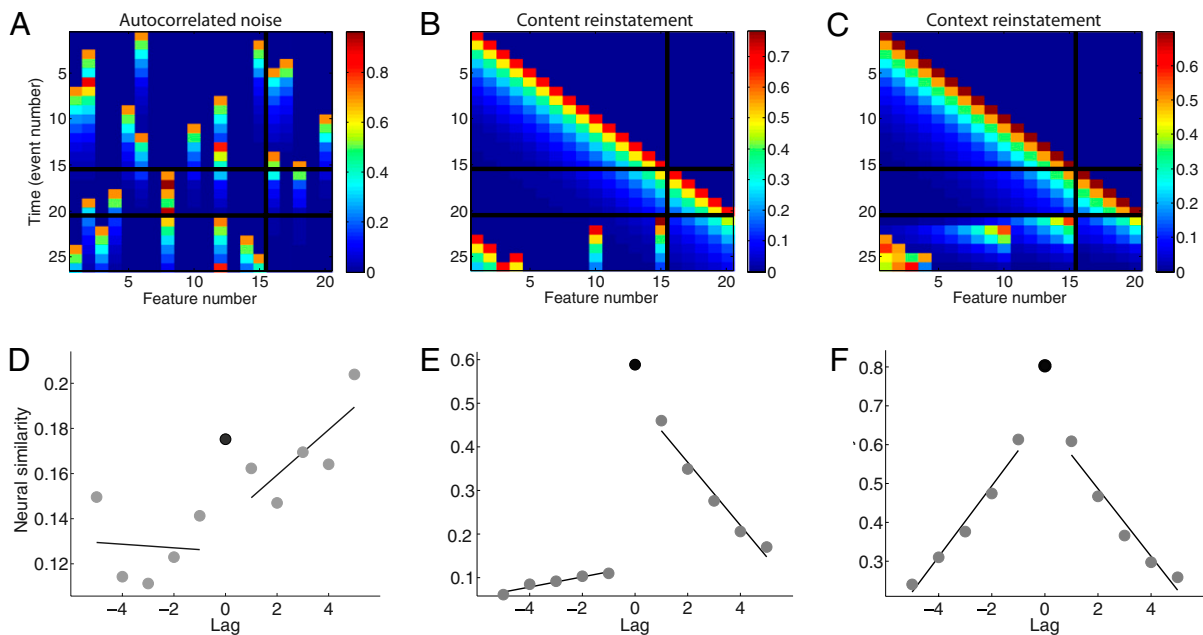 A Autocorrelated noise
B Content reinstatement
C Context reinstatement
Time (event number)
5
10
15
20
25
5 10 15 20
Feature number
0.8
0.6
0.4
0.2
0
5
10
15
20
25
5 10 15 20
Feature number
0.7
0.6
0.5
0.4
0.3
0.2
0.1
0
5
10
15
20
25
5 10 15 20
Feature number
0.6
0.5
0.4
0.3
0.2
0.1
0
D
Neural similarity
0.2
0.18
0.16
0.14
0.12
−4 −2 0 2 4
Lag
E
0.6
0.5
0.4
0.3
0.2
0.1
−4 −2 0 2 4
Lag
F
0.8
0.7
0.6
0.5
0.4
0.3
−4 −2 0 2 4
Lag